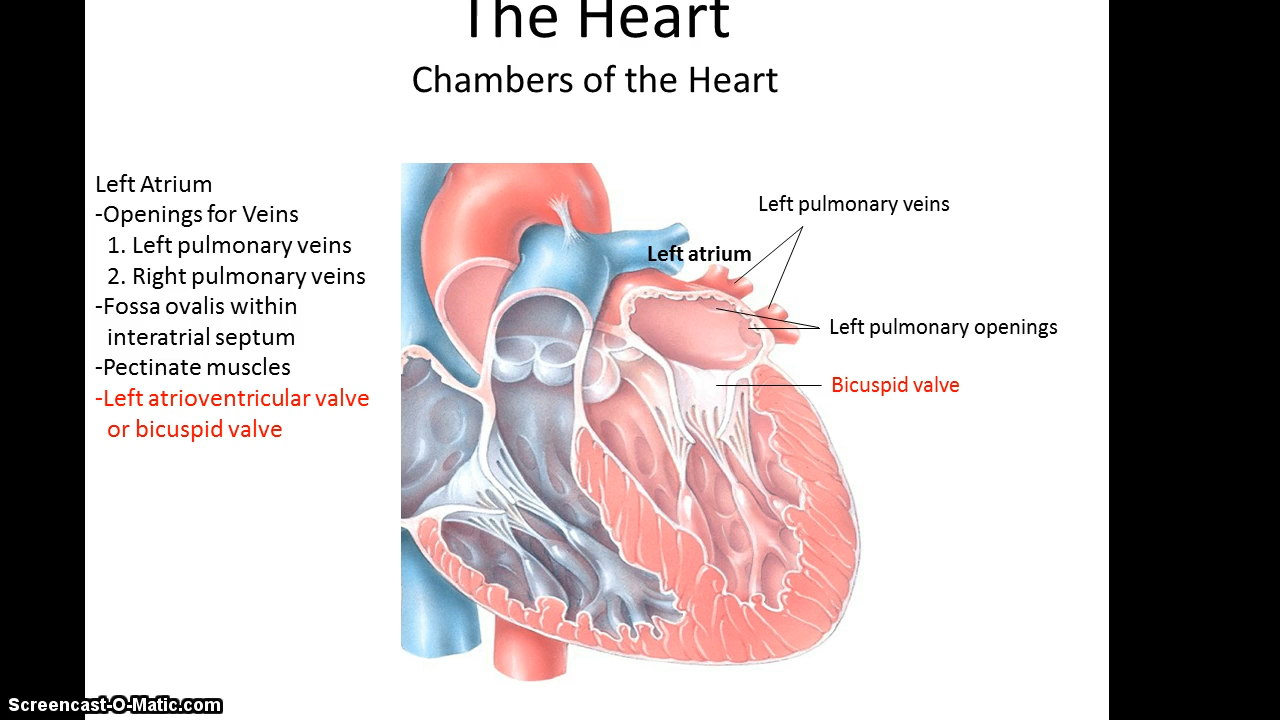 The Heart
Chambers of the Heart
Left Atrium
-Openings for Veins
1. Left pulmonary veins
2. Right pulmonary veins
-Fossa ovalis within
interatrial septum
-Pectinate muscles
-Left atrioventricular valve
or bicuspid valve
Left pulmonary veins
Left atrium
Left pulmonary openings
Bicuspid valve
Screencast-O-Matic.com